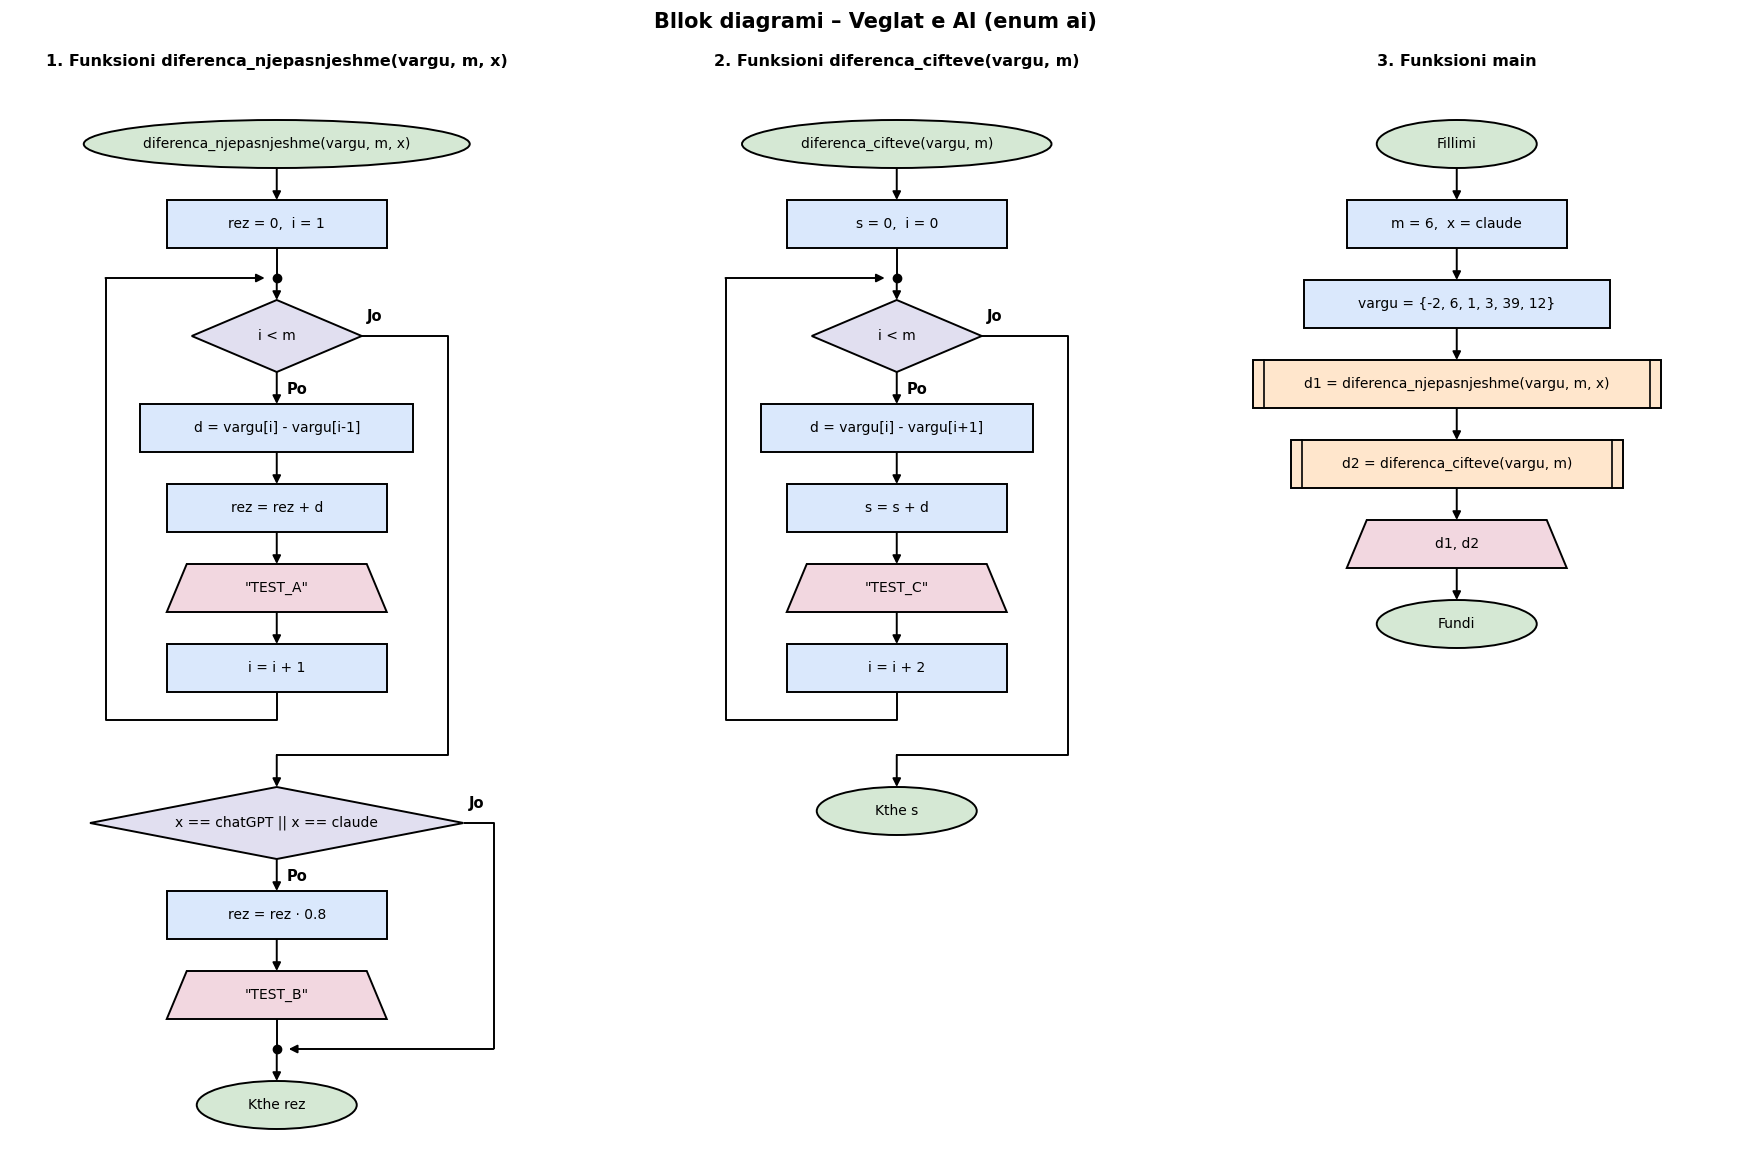 Bllok diagrami – Veglat e AI (enum ai)
1. Funksioni diferenca_njepasnjeshme(vargu, m, x)
diferenca_njepasnjeshme(vargu, m, x)
rez = 0,  i = 1
i < m
Jo
Po
d = vargu[i] - vargu[i-1]
rez = rez + d
"TEST_A"
i = i + 1
x == chatGPT || x == claude
Jo
Po
rez = rez · 0.8
"TEST_B"
Kthe rez
2. Funksioni diferenca_cifteve(vargu, m)
diferenca_cifteve(vargu, m)
s = 0,  i = 0
i < m
Jo
Po
d = vargu[i] - vargu[i+1]
s = s + d
"TEST_C"
i = i + 2
Kthe s
3. Funksioni main
Fillimi
m = 6,  x = claude
vargu = {-2, 6, 1, 3, 39, 12}
d1 = diferenca_njepasnjeshme(vargu, m, x)
d2 = diferenca_cifteve(vargu, m)
d1, d2
Fundi